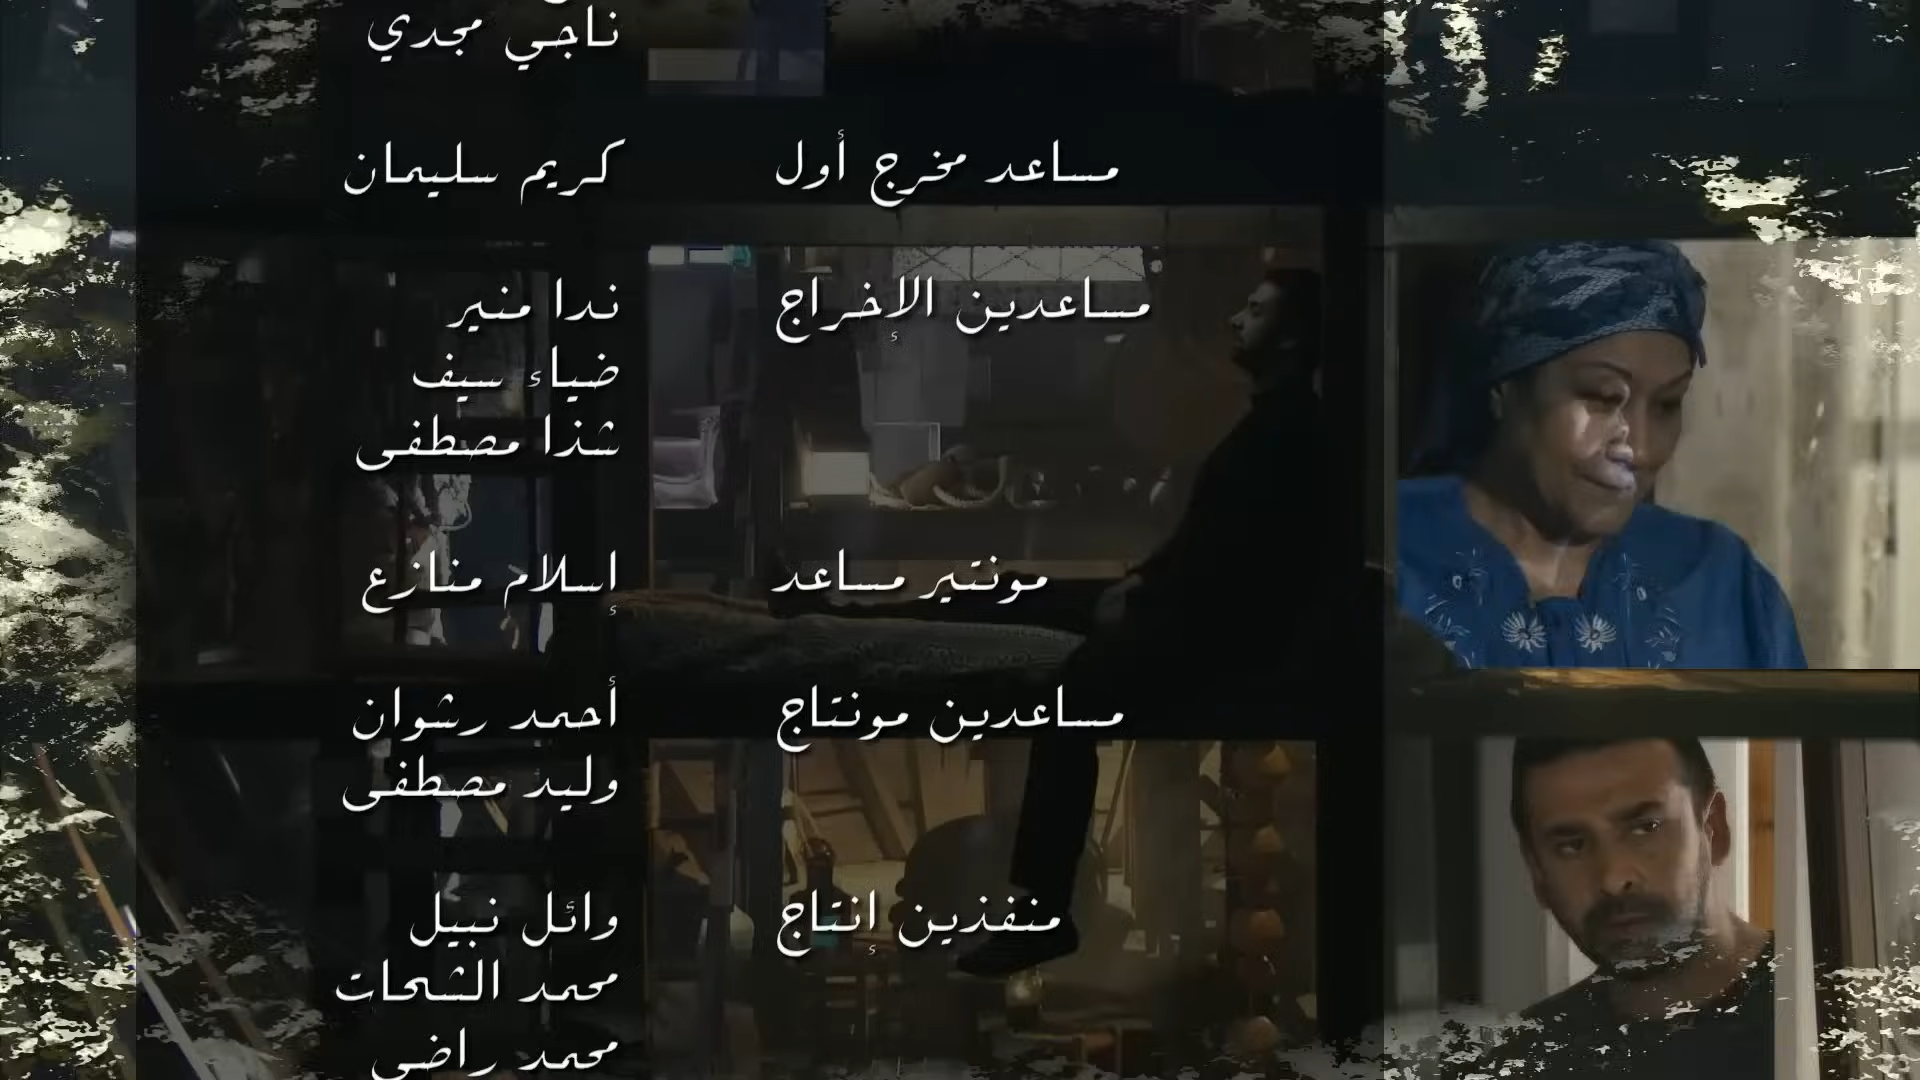 ناجي مجدي
مساعد مخرج أول كريم سليمان
مساعدين الإخراج ندا منير
ضياء سيف
شذا مصطفى
مونتير مساعد إسلام منازع
مساعدين مونتاج أحمد رشوان
وليد مصطفى
منفذين إنتاج وائل نبيل
محمد الشحات
محمد راضي